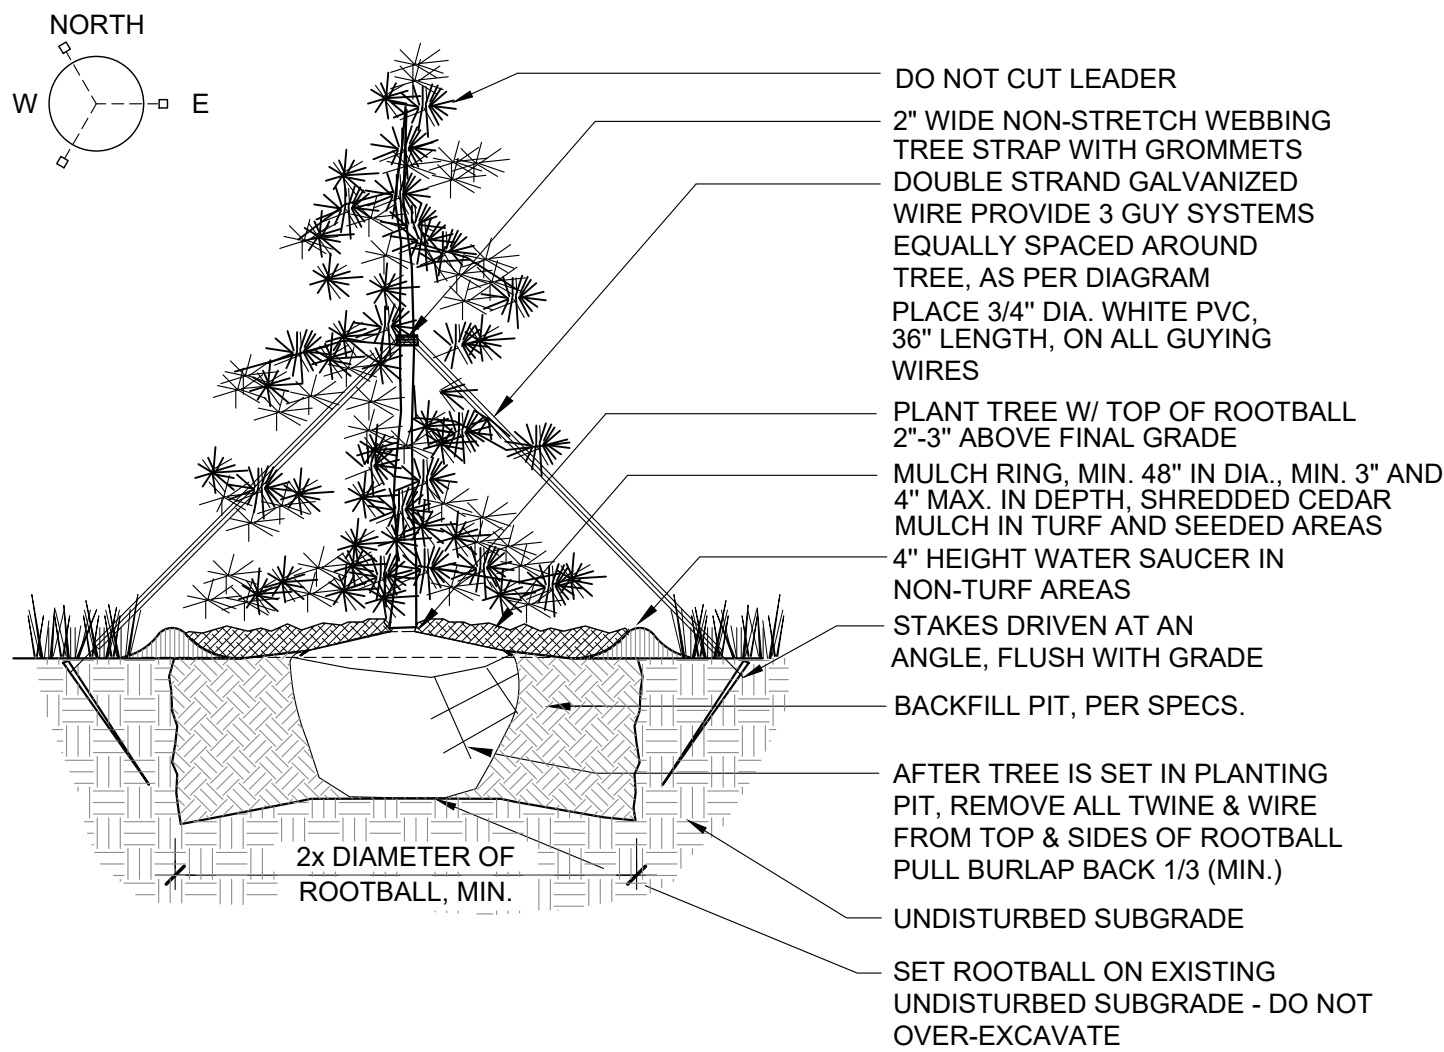 NORTH
W
E
DO NOT CUT LEADER
2" WIDE NON-STRETCH WEBBING
TREE STRAP WITH GROMMETS
DOUBLE STRAND GALVANIZED
WIRE PROVIDE 3 GUY SYSTEMS
EQUALLY SPACED AROUND
TREE, AS PER DIAGRAM
PLACE 3/4" DIA. WHITE PVC,
36" LENGTH, ON ALL GUYING
WIRES
PLANT TREE W/ TOP OF ROOTBALL
2"-3" ABOVE FINAL GRADE
MULCH RING, MIN. 48" IN DIA., MIN. 3" AND
4" MAX. IN DEPTH, SHREDDED CEDAR
MULCH IN TURF AND SEEDED AREAS
4" HEIGHT WATER SAUCER IN
NON-TURF AREAS
STAKES DRIVEN AT AN
ANGLE, FLUSH WITH GRADE
BACKFILL PIT, PER SPECS.
AFTER TREE IS SET IN PLANTING
PIT, REMOVE ALL TWINE & WIRE
FROM TOP & SIDES OF ROOTBALL
PULL BURLAP BACK 1/3 (MIN.)
UNDISTURBED SUBGRADE
SET ROOTBALL ON EXISTING
UNDISTURBED SUBGRADE - DO NOT
OVER-EXCAVATE
2x DIAMETER OF
ROOTBALL, MIN.